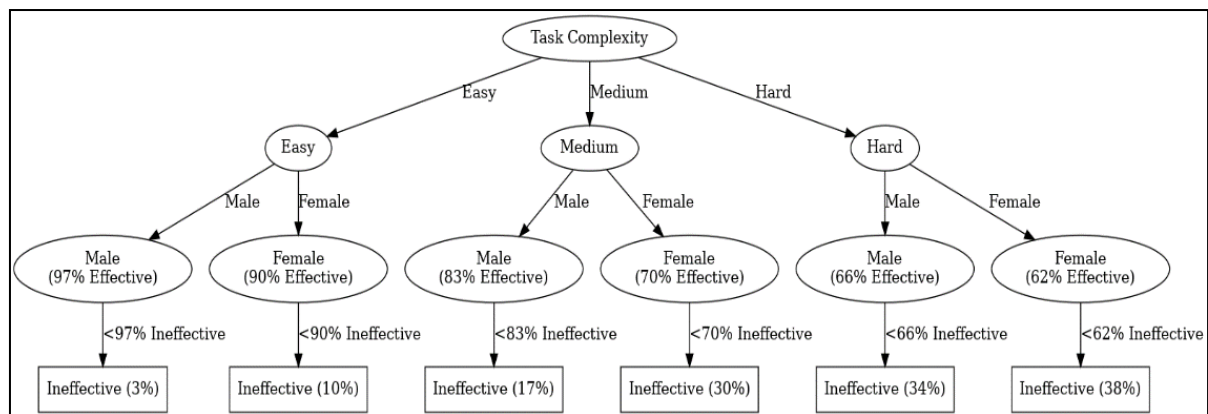 Task Complexity
Easy
Medium
Hard
Easy
Medium
Hard
Male
Female
Male
Female
Male
Female
Male
(97% Effective)
Female
(90% Effective)
Male
(83% Effective)
Female
(70% Effective)
Male
(66% Effective)
Female
(62% Effective)
<97% Ineffective
<90% Ineffective
<83% Ineffective
<70% Ineffective
<66% Ineffective
<62% Ineffective
Ineffective (3%)
Ineffective (10%)
Ineffective (17%)
Ineffective (30%)
Ineffective (34%)
Ineffective (38%)